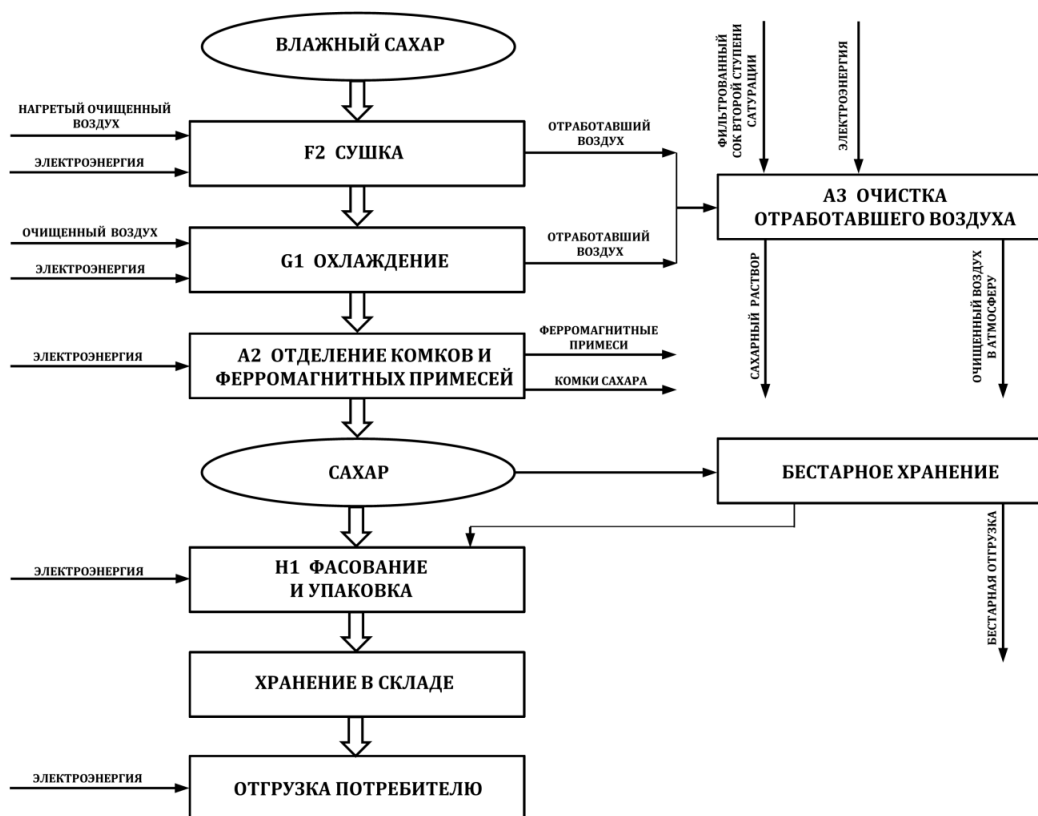 ВЛАЖНЫЙ САХАР
НАГРЕТЫЙ ОЧИЩЕННЫЙ
ВОЗДУХ
ЭЛЕКТРОЭНЕРГИЯ
F2 СУШКА
ОТРАБОТАВШИЙ
ВОЗДУХ
ФИЛЬТРОВАННЫЙ
СОК ВТОРОЙ СТУПЕНИ
САТУРАЦИИ
ЭЛЕКТРОЭНЕРГИЯ
А3 ОЧИСТКА
ОТРАБОТАВШЕГО ВОЗДУХА
ОЧИЩЕННЫЙ ВОЗДУХ
ЭЛЕКТРОЭНЕРГИЯ
G1 ОХЛАЖДЕНИЕ
ОТРАБОТАВШИЙ
ВОЗДУХ
САХАРНЫЙ РАСТВОР
ОЧИЩЕННЫЙ ВОЗДУХ
В АТМОСФЕРУ
ЭЛЕКТРОЭНЕРГИЯ
А2 ОТДЕЛЕНИЕ КОМКОВ И
ФЕРРОМАГНИТНЫХ ПРИМЕСЕЙ
ФЕРРОМАГНИТНЫЕ
ПРИМЕСИ
КОМКИ САХАРА
САХАР
БЕСТАРНОЕ ХРАНЕНИЕ
БЕСТАРНАЯ ОТГРУЗКА
ЭЛЕКТРОЭНЕРГИЯ
Н1 ФАСОВАНИЕ
И УПАКОВКА
ХРАНЕНИЕ В СКЛАДЕ
ЭЛЕКТРОЭНЕРГИЯ
ОТГРУЗКА ПОТРЕБИТЕЛЮ